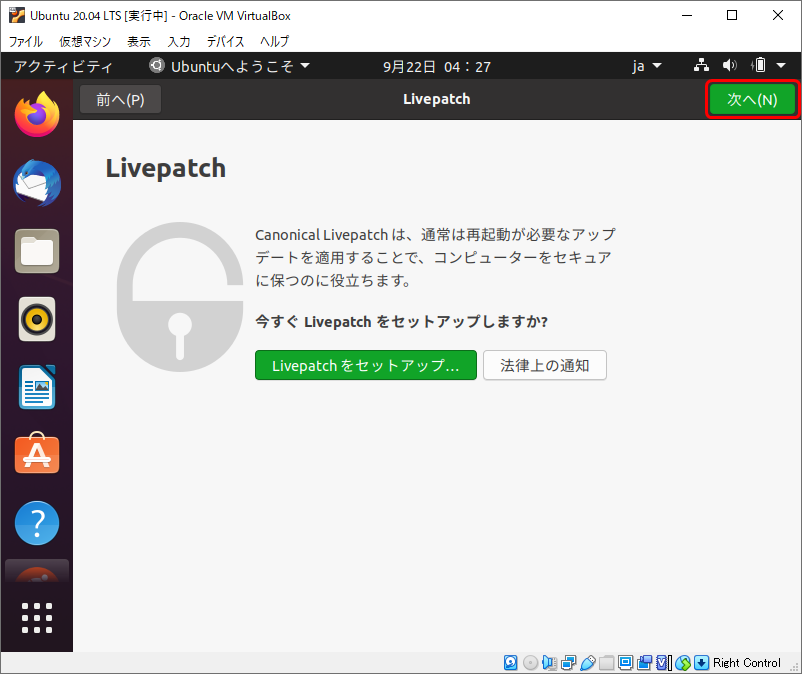 Ubuntu 20.04 LTS [実行中] - Oracle VM VirtualBox
ファイル 仮想マシン 表示 入力 デバイス ヘルプ
アクティビティ Ubuntuへようこそ 9月22日 04：27 ja
前へ(P) Livepatch 次へ(N)
Livepatch
Canonical Livepatch は、通常は再起動が必要なアップ
デートを適用することで、コンピューターをセキュア
に保つのに役立ちます。
今すぐ Livepatch をセットアップしますか?
Livepatch をセットアップ… 法律上の通知
Right Control